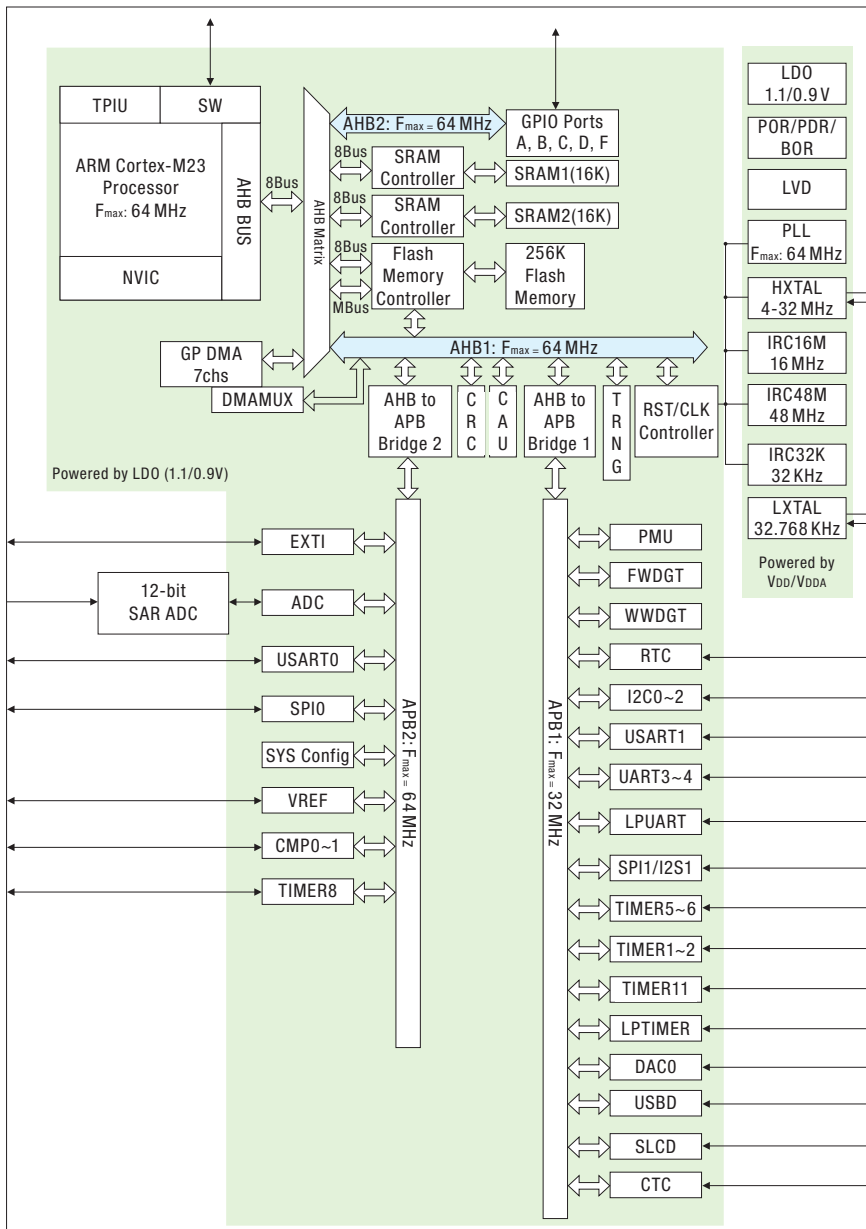 TPIU
SW
ARM Cortex-M23
Processor
Fmax: 64 MHz
AHB BUS
NVIC
8Bus
AHB Matrix
AHB2: Fmax = 64 MHz
GPIO Ports
A, B, C, D, F
8Bus
SRAM
Controller
SRAM1(16K)
8Bus
SRAM
Controller
SRAM2(16K)
8Bus
MBus
Flash
Memory
Controller
256K
Flash
Memory
AHB1: Fmax = 64 MHz
GP DMA
7chs
DMAMUX
AHB to
APB
Bridge 2
CRC
CAU
AHB to
APB
Bridge 1
TRNG
RST/CLK
Controller
Powered by LDO (1.1/0.9V)
LDO
1.1/0.9 V
POR/PDR/
BOR
LVD
PLL
Fmax: 64 MHz
HXTAL
4-32 MHz
IRC16M
16 MHz
IRC48M
48 MHz
IRC32K
32 KHz
LXTAL
32.768 KHz
Powered by
VDD/VDDA
EXTI
12-bit
SAR ADC
ADC
USART0
SPI0
SYS Config
VREF
CMP0~1
TIMER8
APB2: Fmax = 64 MHz
APB1: Fmax = 32 MHz
PMU
FWDGT
WWDGT
RTC
I2C0~2
USART1
UART3~4
LPUART
SPI1/I2S1
TIMER5~6
TIMER1~2
TIMER11
LPTIMER
DAC0
USBD
SLCD
CTC